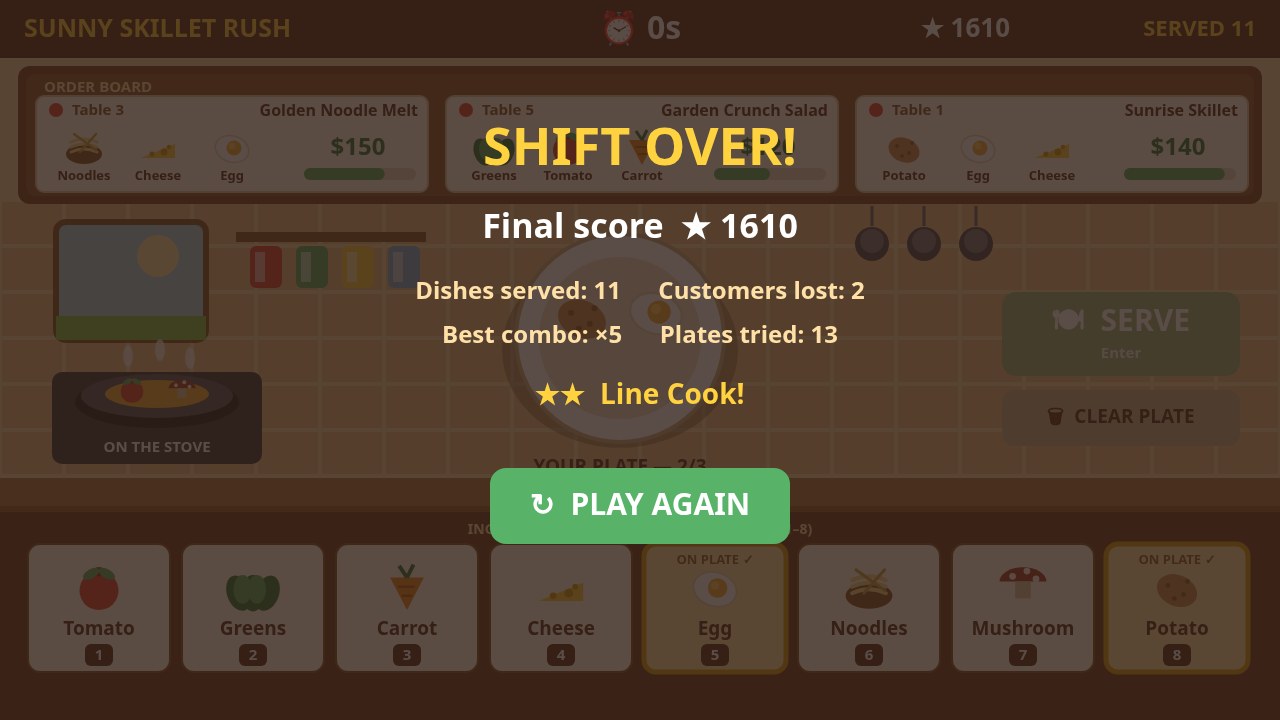 SUNNY SKILLET RUSH
⏰ 0s
★ 1610
SERVED 11
ORDER BOARD
Table 3 Golden Noodle Melt
Noodles Cheese Egg
$150
Table 5 Garden Crunch Salad
Greens Tomato Carrot
Table 1 Sunrise Skillet
Potato Egg Cheese
$140
SHIFT OVER!
Final score ★ 1610
Dishes served: 11 Customers lost: 2
Best combo: ×5 Plates tried: 13
★★ Line Cook!
ON THE STOVE
SERVE
Enter
CLEAR PLATE
YOUR PLATE — 2/3
↻ PLAY AGAIN
Tomato
1
Greens
2
Carrot
3
Cheese
4
ON PLATE ✓
Egg
5
Noodles
6
Mushroom
7
ON PLATE ✓
Potato
8